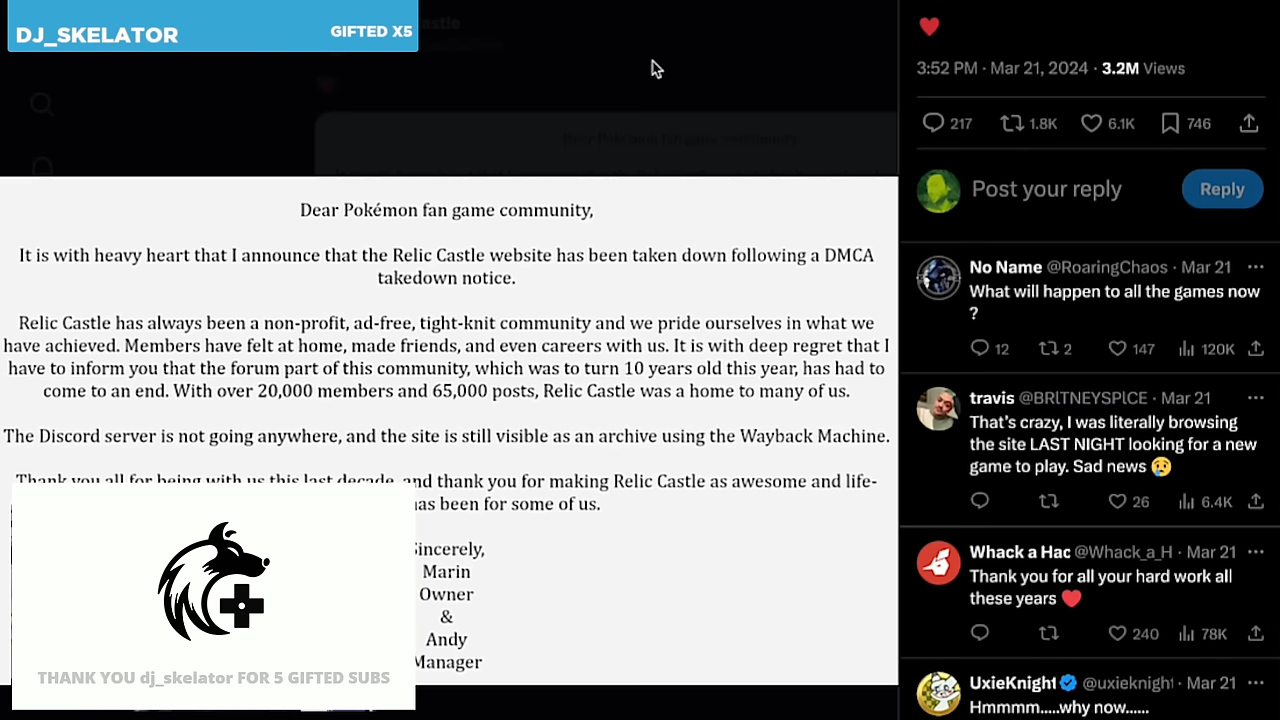 DJ_SKELATOR
GIFTED X5
Dear Pokémon fan game community,
It is with heavy heart that I announce that the Relic Castle website has been taken down following a DMCA
takedown notice.
Relic Castle has always been a non-profit, ad-free, tight-knit community and we pride ourselves in what we
have achieved. Members have felt at home, made friends, and even careers with us. It is with deep regret that I
have to inform you that the forum part of this community, which was to turn 10 years old this year, has had to
come to an end. With over 20,000 members and 65,000 posts, Relic Castle was a home to many of us.
The Discord server is not going anywhere, and the site is still visible as an archive using the Wayback Machine.
Thank you all for being with us this last decade, and thank you for making Relic Castle as awesome and life-
has been for some of us.
Sincerely,
Marin
Owner
&
Andy
Manager
THANK YOU dj_skelator FOR 5 GIFTED SUBS
3:52 PM · Mar 21, 2024 · 3.2M Views
217 1.8K 6.1K 746
Post your reply
Reply
No Name @RoaringChaos · Mar 21
What will happen to all the games now
?
12 2 147 120K
travis @BRITNEYSPICE · Mar 21
That's crazy, I was literally browsing
the site LAST NIGHT looking for a new
game to play. Sad news 😢
26 6.4K
Whack a Hac @Whack_a_H · Mar 21
Thank you for all your hard work all
these years ❤️
240 78K
UxieKnight @uxieknight · Mar 21
Hmmmm.....why now......